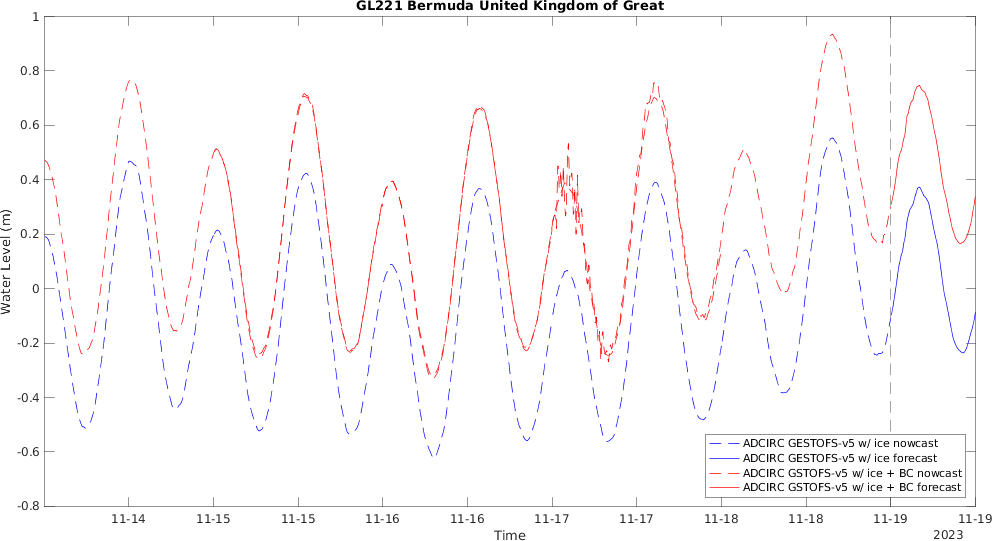 GL221 Bermuda United Kingdom of Great
1
0.8
0.6
0.4
0.2
0
-0.2
-0.4
-0.6
-0.8
Water Level (m)
ADCIRC GESTOFS-v5 w/ ice nowcast
ADCIRC GESTOFS-v5 w/ ice forecast
ADCIRC GSTOFS-v5 w/ ice + BC nowcast
ADCIRC GSTOFS-v5 w/ ice + BC forecast
11-14 11-15 11-15 11-16 11-16 11-17 11-17 11-18 11-18 11-19 11-19
Time
2023